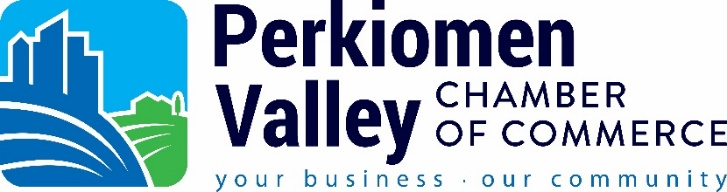 Perkiomen
Valley CHAMBER
OF COMMERCE
your business · our community